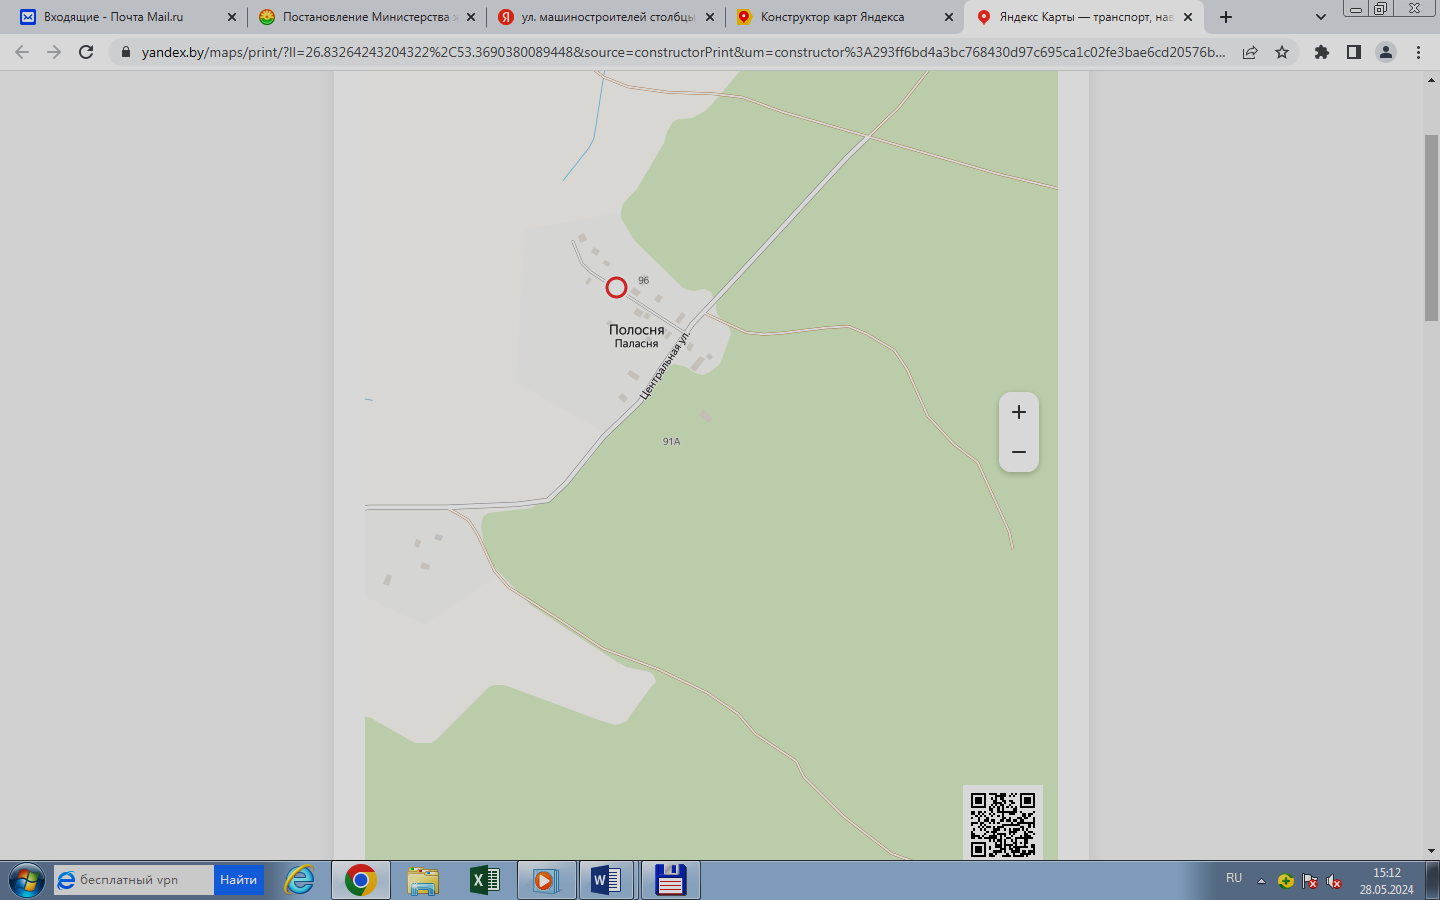 Входящие - Почта Mail.ru
Постановление Министерства
ул. машиностроителей столбцы
Конструктор карт Яндекса
Яндекс Карты — транспорт, нав
yandex.by/maps/print/?ll=26.83264243204322%2C53.3690380089448&source=constructorPrint&um=constructor%3A293ff6bd4a3bc768430d97c695ca1c02fe3bae6cd20576b...
96
Полосня
Паласня
Центральная ул.
91А
+
−
бесплатный vpn
Найти
RU
15:12
28.05.2024